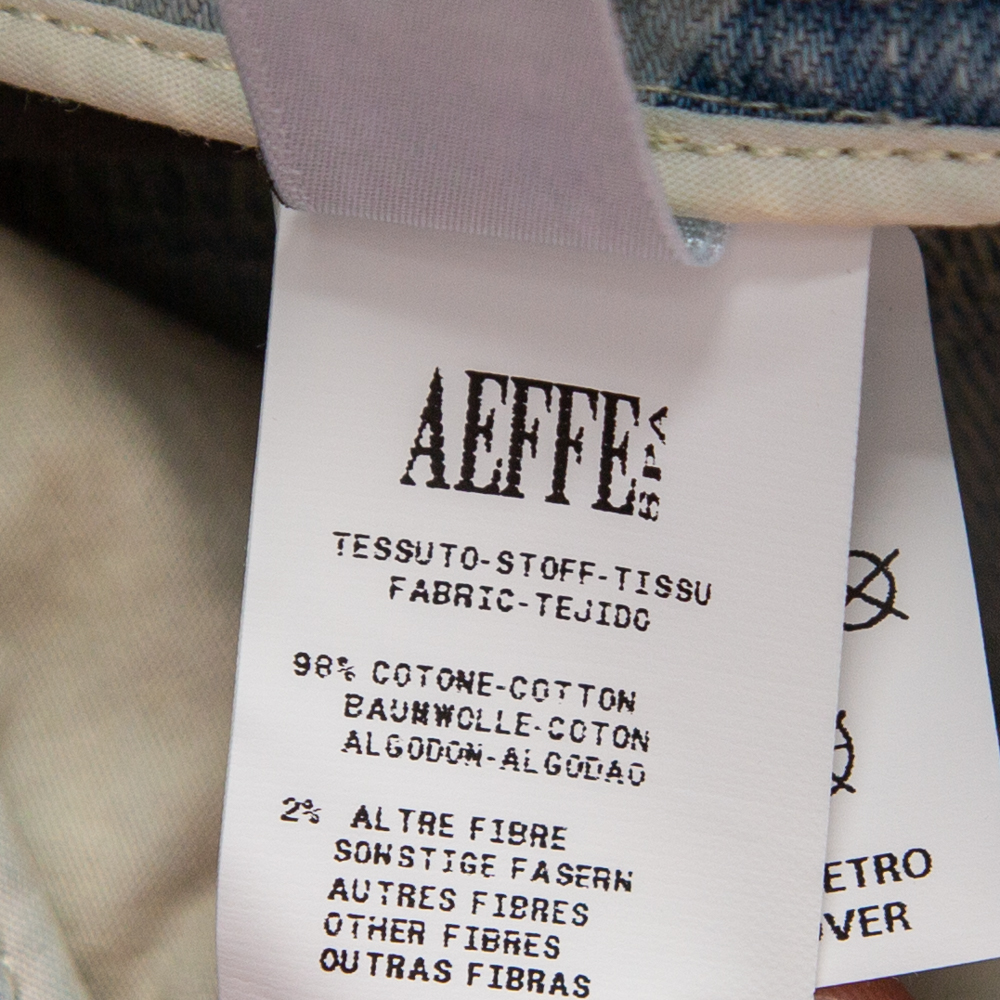 AEFFE
SPA
TESSUTO-STOFF-TISSU
FABRIC-TEJIDO
98% COTONE-COTTON
BAUMWOLLE-COTON
ALGODON-ALGODAO
2% ALTRE FIBRE
SONSTIGE FASERN
AUTRES FIBRES
OTHER FIBRES
OUTRAS FIBRAS
ETRO
VER